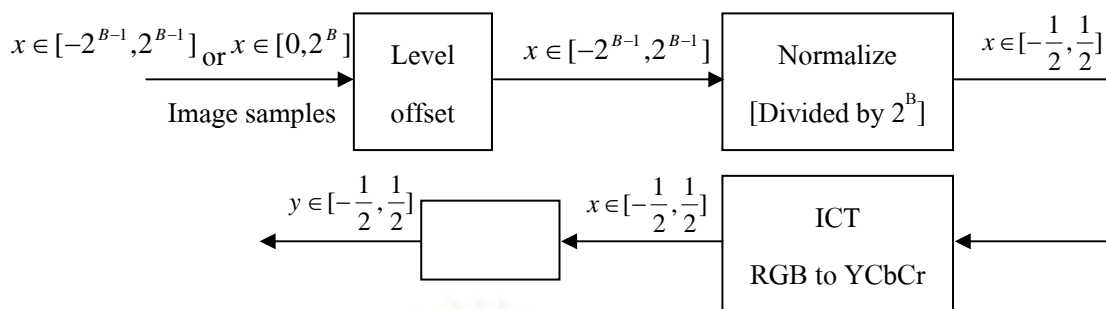 x ∈ [-2^{B-1}, 2^{B-1}] or x ∈ [0, 2^B]
Image samples
Level
offset
x ∈ [-2^{B-1}, 2^{B-1}]
Normalize
[Divided by 2^B]
x ∈ [-1/2, 1/2]
y ∈ [-1/2, 1/2]
x ∈ [-1/2, 1/2]
ICT
RGB to YCbCr